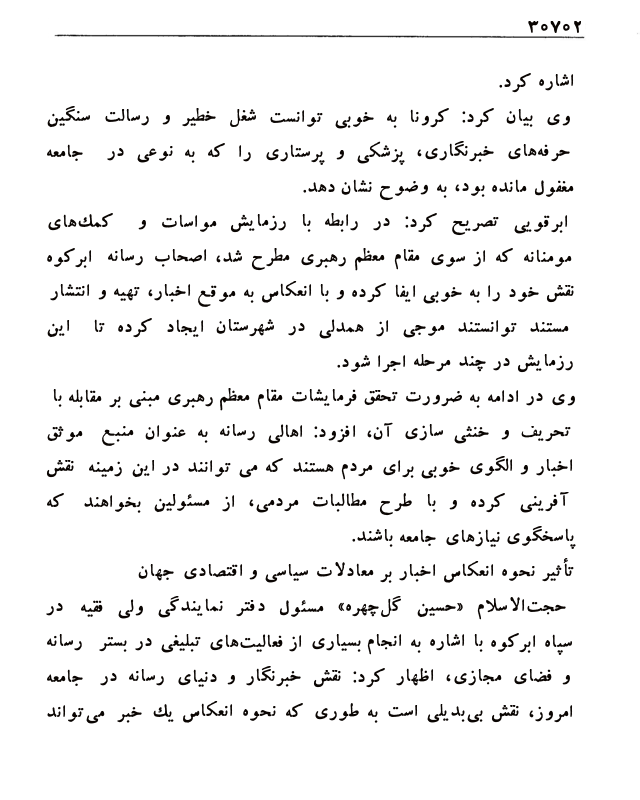 ۳۰۷۰۲
اشاره کرد.
وی بیان کرد: کرونا به خوبی توانست شغل خطیر و رسالت سنگین
حرفه‌های خبرنگاری، پزشکی و پرستاری را که به نوعی در جامعه
مغفول مانده بود، به وضوح نشان دهد.
ابرقویی تصریح کرد: در رابطه با رزمایش مواسات و کمك‌های
مومنانه که از سوی مقام معظم رهبری مطرح شد، اصحاب رسانه ابرکوه
نقش خود را به خوبی ایفا کرده و با انعکاس به موقع اخبار، تهیه و انتشار
مستند توانستند موجی از همدلی در شهرستان ایجاد کرده تا این
رزمایش در چند مرحله اجرا شود.
وی در ادامه به ضرورت تحقق فرمایشات مقام معظم رهبری مبنی بر مقابله با
تحریف و خنثی سازی آن، افزود: اهالی رسانه به عنوان منبع موثق
اخبار و الگوی خوبی برای مردم هستند که می توانند در این زمینه نقش
آفرینی کرده و با طرح مطالبات مردمی، از مسئولین بخواهند که
پاسخگوی نیازهای جامعه باشند.
تأثیر نحوه انعکاس اخبار بر معادلات سیاسی و اقتصادی جهان
حجت‌الاسلام «حسین گل‌چهره» مسئول دفتر نمایندگی ولی فقیه در
سپاه ابرکوه با اشاره به انجام بسیاری از فعالیت‌های تبلیغی در بستر رسانه
و فضای مجازی، اظهار کرد: نقش خبرنگار و دنیای رسانه در جامعه
امروز، نقش بی‌بدیلی است به طوری که نحوه انعکاس یك خبر می‌تواند